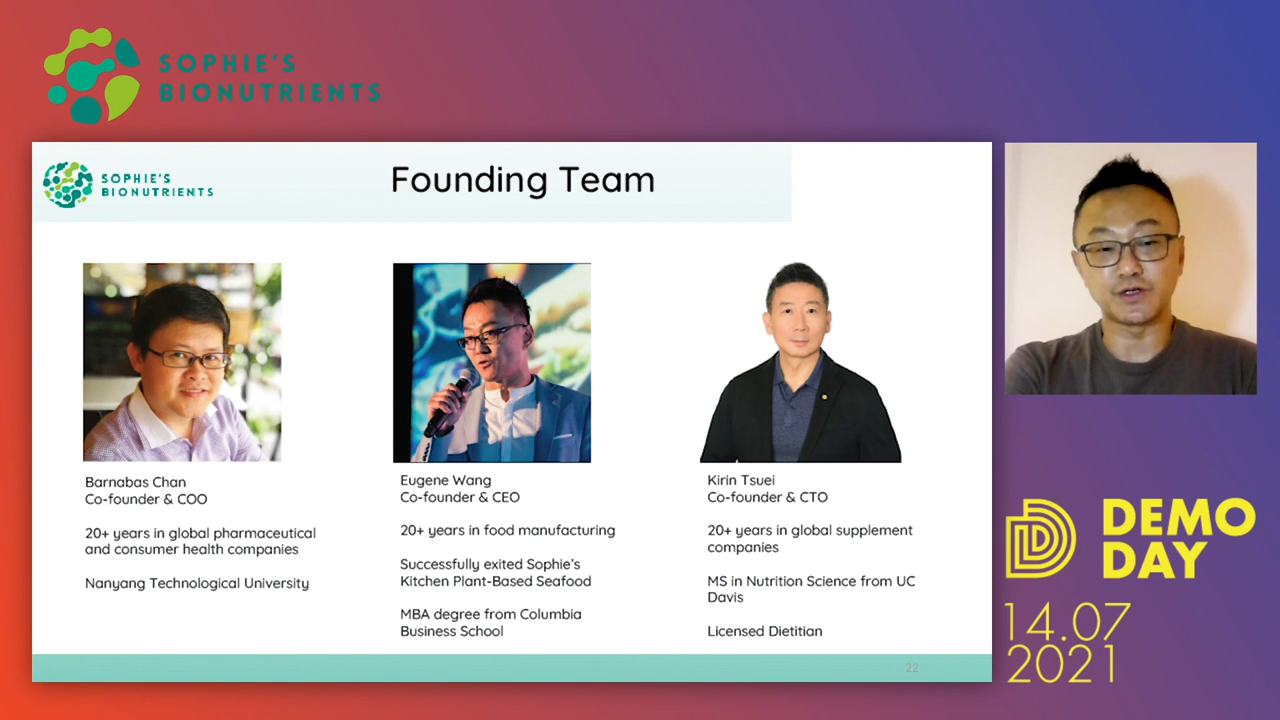 SOPHIE'S
BIONUTRIENTS
SOPHIE'S
BIONUTRIENTS
Founding Team
Barnabas Chan
Co-founder & COO
20+ years in global pharmaceutical
and consumer health companies
Nanyang Technological University
Eugene Wang
Co-founder & CEO
20+ years in food manufacturing
Successfully exited Sophie's
Kitchen Plant-Based Seafood
MBA degree from Columbia
Business School
Kirin Tsuei
Co-founder & CTO
20+ years in global supplement
companies
MS in Nutrition Science from UC
Davis
Licensed Dietitian
22
DEMO
DAY
14.07
2021